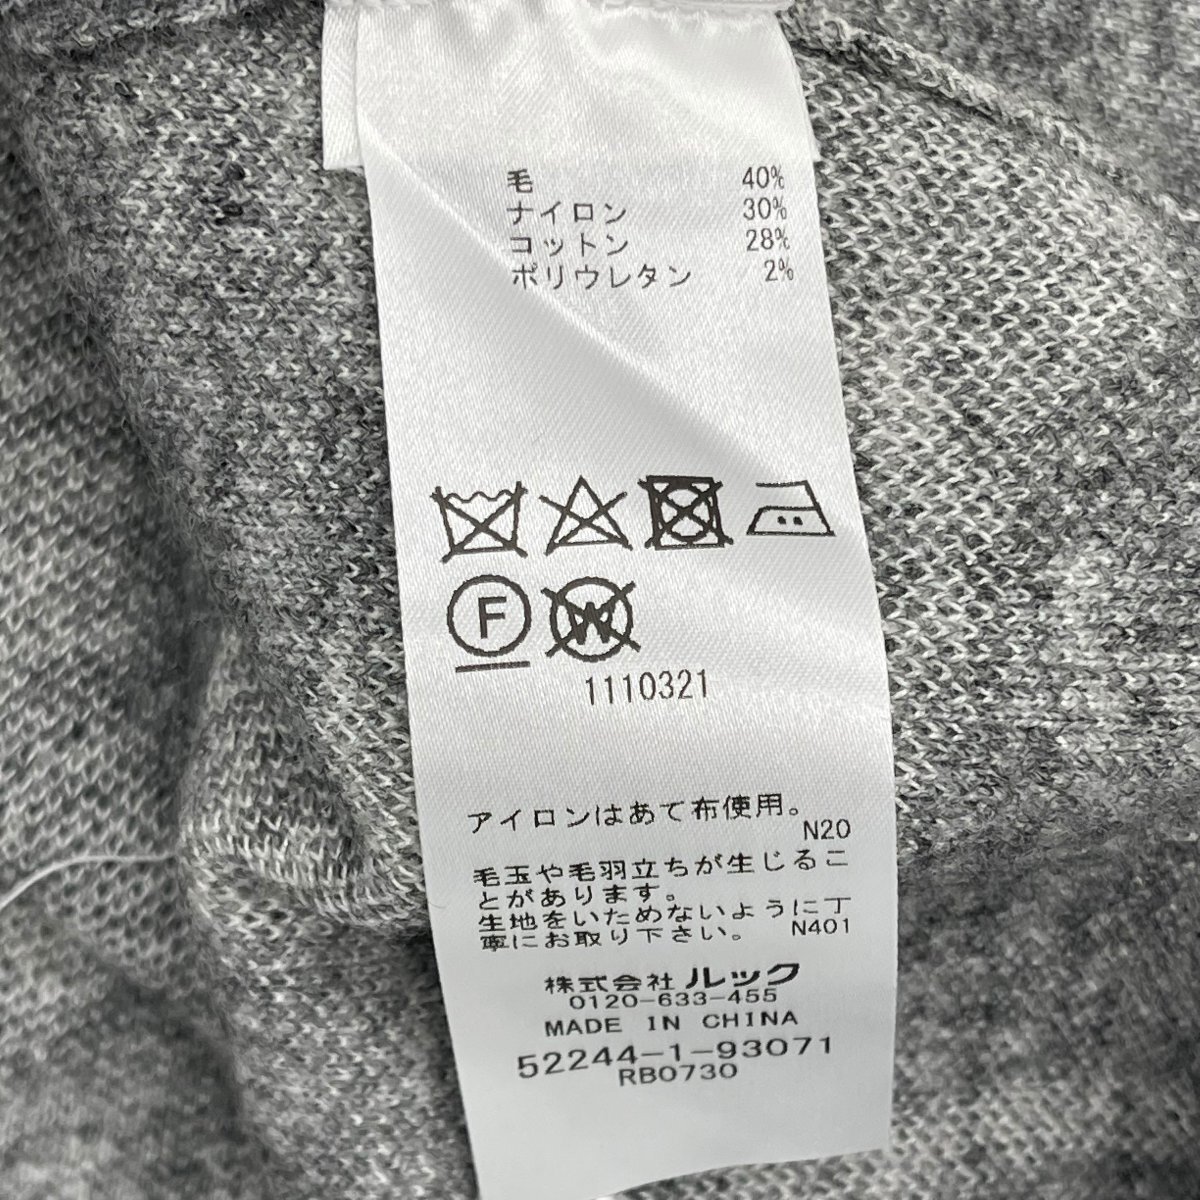 毛 40%
ナイロン 30%
コットン 28%
ポリウレタン 2%
F W
1110321
アイロンはあて布使用。
N20
毛玉や毛羽立ちが生じるこ
とがあります。
生地をいためないように丁
寧にお取り下さい。 N401
株式会社 ルック
0120-633-455
MADE IN CHINA
52244-1-93071
RB0730